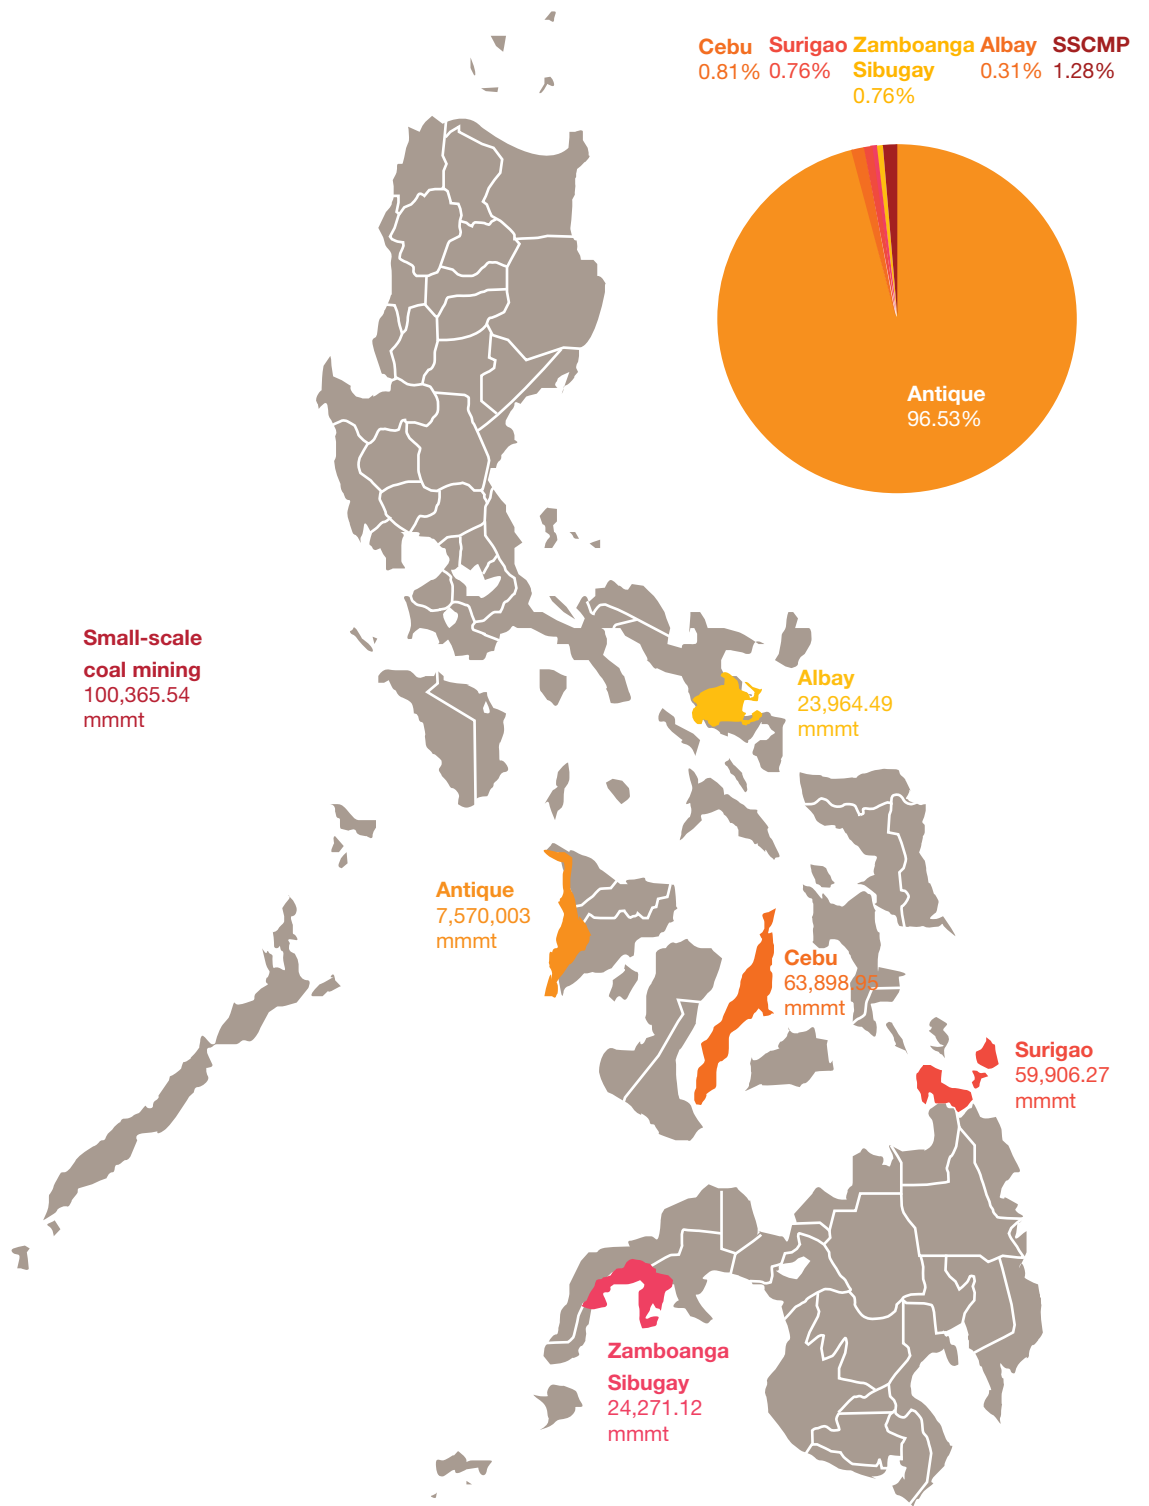 Cebu
0.81%
Surigao
0.76%
Zamboanga
Sibugay
0.76%
Albay
0.31%
SSCMP
1.28%
Antique
96.53%
Small-scale
coal mining
100,365.54
mmmt
Albay
23,964.49
mmmt
Antique
7,570,003
mmmt
Cebu
63,898.95
mmmt
Surigao
59,906.27
mmmt
Zamboanga
Sibugay
24,271.12
mmmt